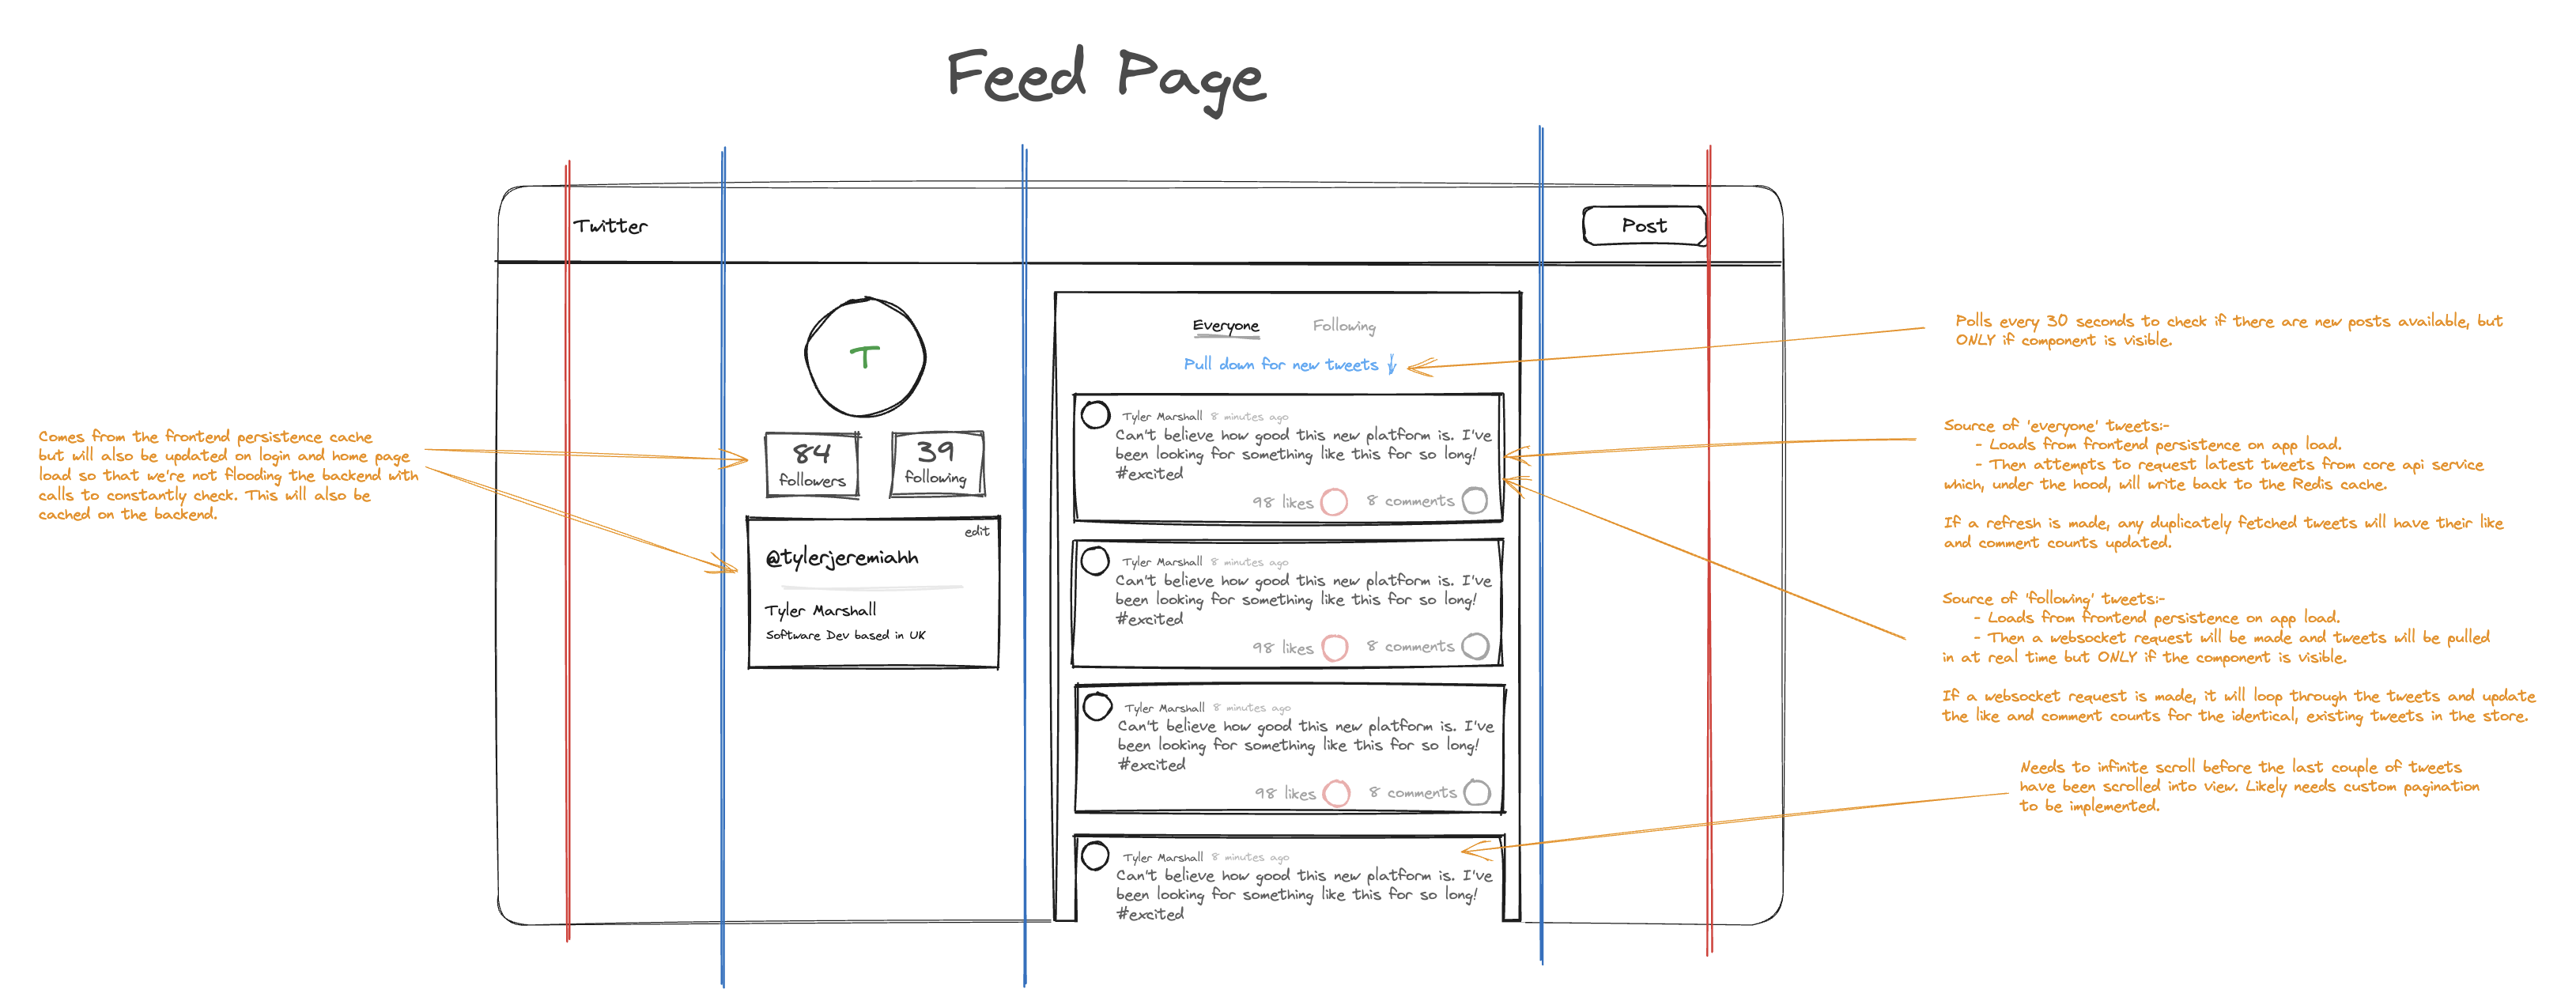 Feed Page
Twitter
Post
T
84
followers
39
following
edit
@tylerjeremiahh
Tyler Marshall
Software Dev based in UK
Comes from the frontend persistence cache
but will also be updated on login and home page
load so that we're not flooding the backend with
calls to constantly check. This will also be
cached on the backend.
Everyone
Following
Pull down for new tweets
Tyler Marshall 8 minutes ago
Can't believe how good this new platform is. I've
been looking for something like this for so long!
#excited
98 likes
8 comments
Tyler Marshall 8 minutes ago
Can't believe how good this new platform is. I've
been looking for something like this for so long!
#excited
98 likes
8 comments
Tyler Marshall 8 minutes ago
Can't believe how good this new platform is. I've
been looking for something like this for so long!
#excited
98 likes
8 comments
Tyler Marshall 8 minutes ago
Can't believe how good this new platform is. I've
been looking for something like this for so long!
#excited
Polls every 30 seconds to check if there are new posts available, but
ONLY if component is visible.
Source of 'everyone' tweets:-
- Loads from frontend persistence on app load.
- Then attempts to request latest tweets from core api service
which, under the hood, will write back to the Redis cache.
If a refresh is made, any duplicately fetched tweets will have their like
and comment counts updated.
Source of 'following' tweets:-
- Loads from frontend persistence on app load.
- Then a websocket request will be made and tweets will be pulled
in at real time but ONLY if the component is visible.
If a websocket request is made, it will loop through the tweets and update
the like and comment counts for the identical, existing tweets in the store.
Needs to infinite scroll before the last couple of tweets
have been scrolled into view. Likely needs custom pagination
to be implemented.